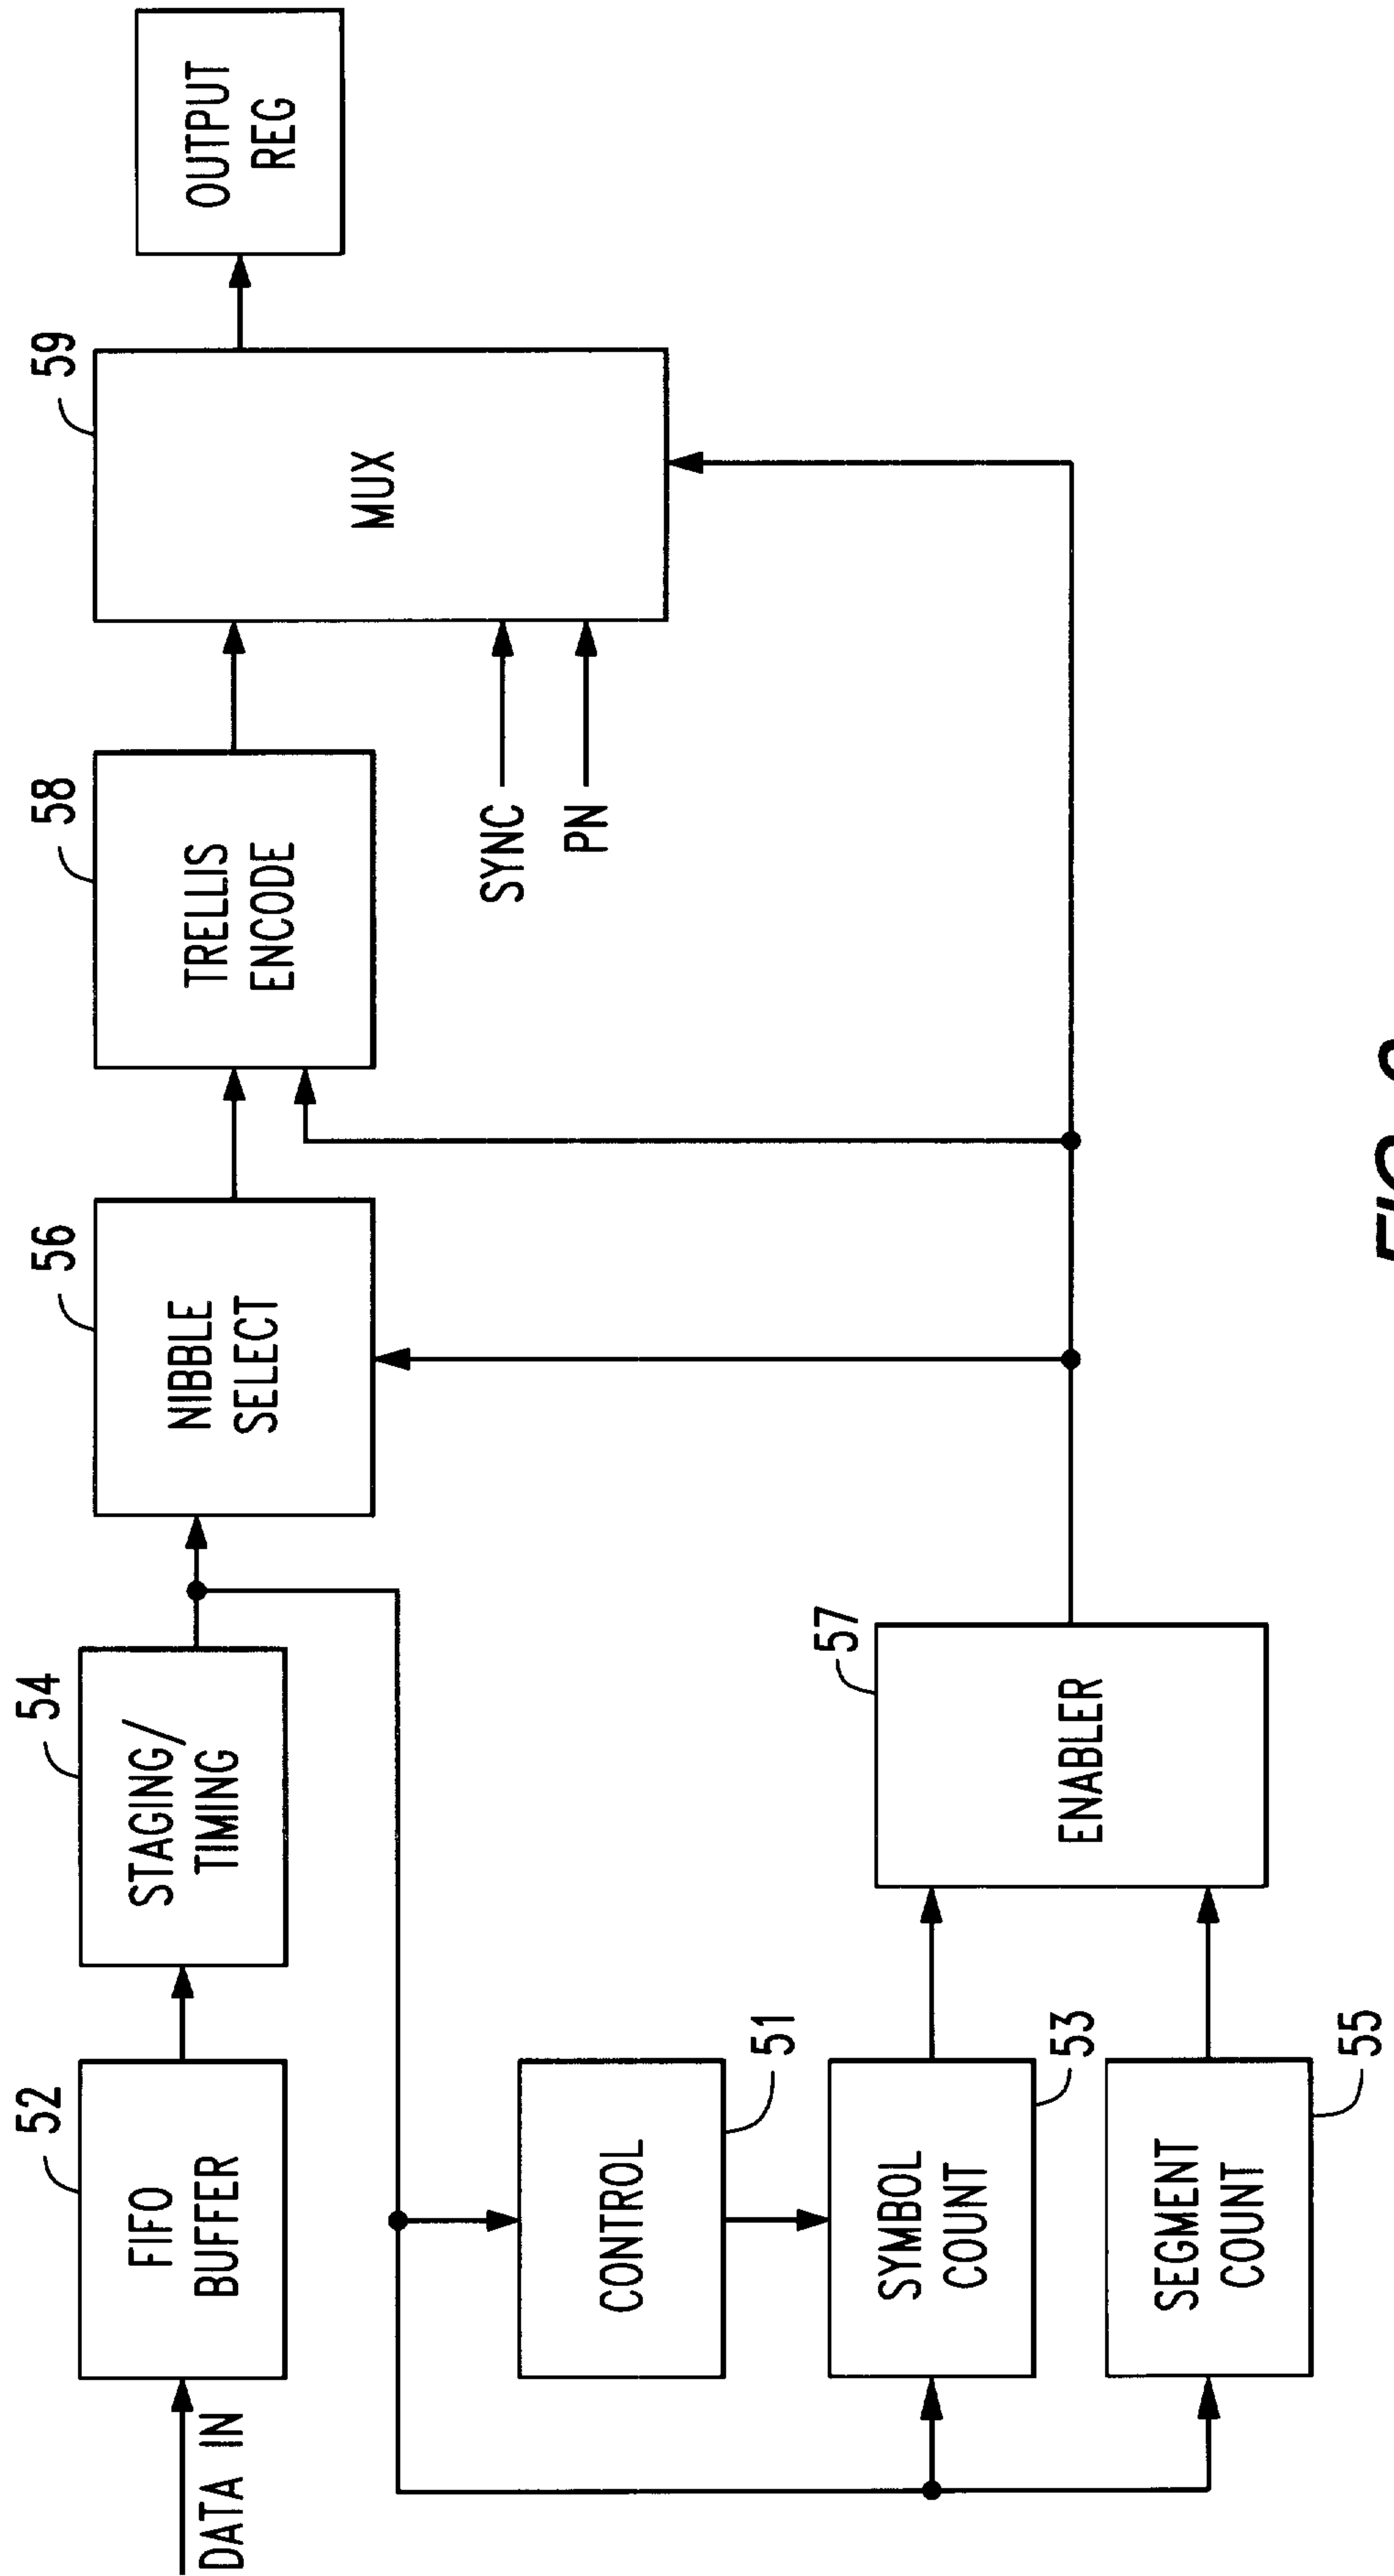 DATA IN
52
FIFO
BUFFER
54
STAGING/
TIMING
56
NIBBLE
SELECT
58
TRELLIS
ENCODE
SYNC
PN
59
MUX
OUTPUT
REG
CONTROL
51
SYMBOL
COUNT
53
SEGMENT
COUNT
55
57
ENABLER